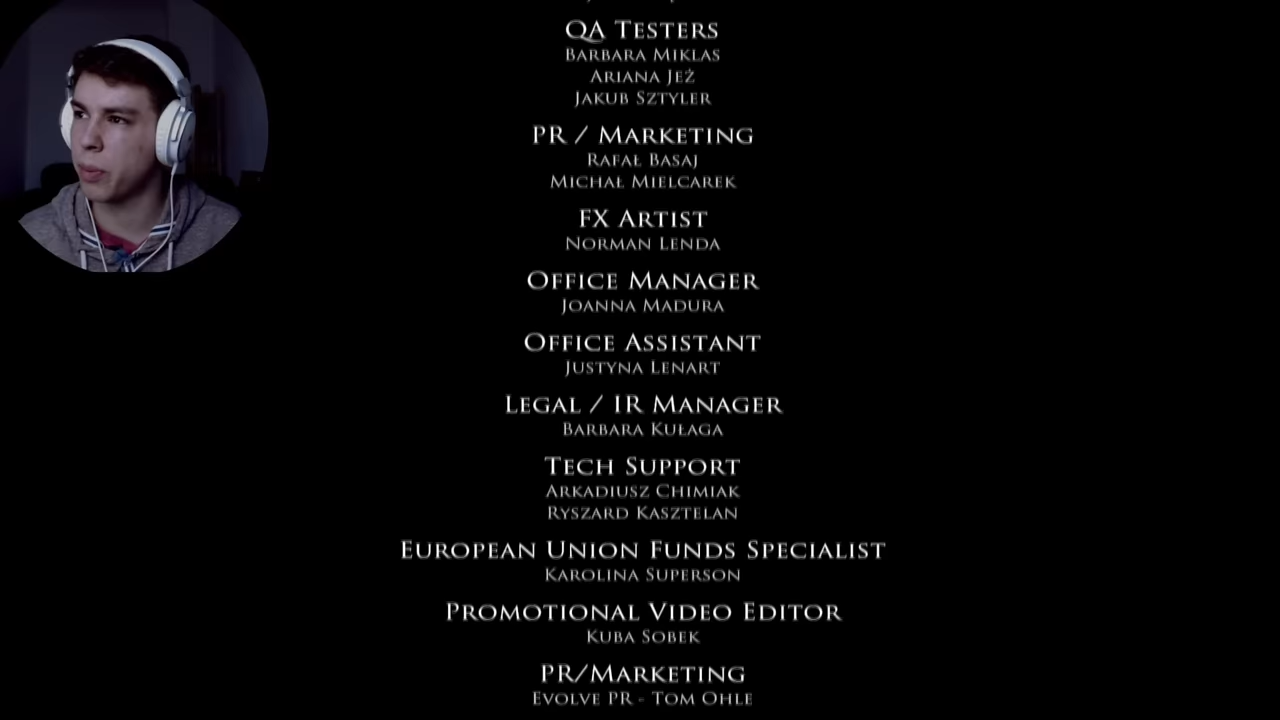 QA Testers
Barbara Miklas
Ariana Jeż
Jakub Sztyler
PR / Marketing
Rafał Basaj
Michał Mielcarek
FX Artist
Norman Lenda
Office Manager
Joanna Madura
Office Assistant
Justyna Lenart
Legal / IR Manager
Barbara Kułaga
Tech Support
Arkadiusz Chimiak
Ryszard Kasztelan
European Union Funds Specialist
Karolina Superson
Promotional Video Editor
Kuba Sobek
PR/Marketing
Evolve PR - Tom Ohle